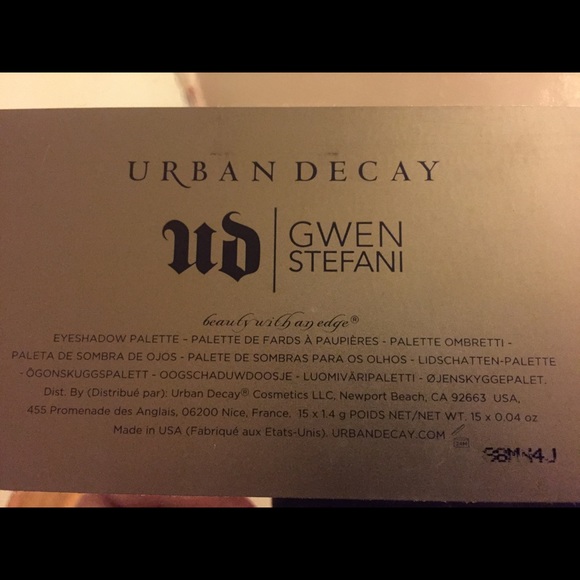 URBAN DECAY
UD | GWEN
STEFANI
beauty with an edge®
EYESHADOW PALETTE - PALETTE DE FARDS À PAUPIÈRES - PALETTE OMBRETTI -
PALETA DE SOMBRA DE OJOS - PALETE DE SOMBRAS PARA OS OLHOS - LIDSCHATTEN-PALETTE
- ÖGONSKUGGSPALETT - OOGSCHADUWDOOSJE - LUOMIVÄRIPALETTI - ØJENSKYGGEPALET.
Dist. By (Distribué par): Urban Decay® Cosmetics LLC, Newport Beach, CA 92663 USA,
455 Promenade des Anglais, 06200 Nice, France. 15 x 1.4 g POIDS NET/NET WT. 15 x 0.04 oz
Made in USA (Fabriqué aux Etats-Unis). URBANDECAY.COM